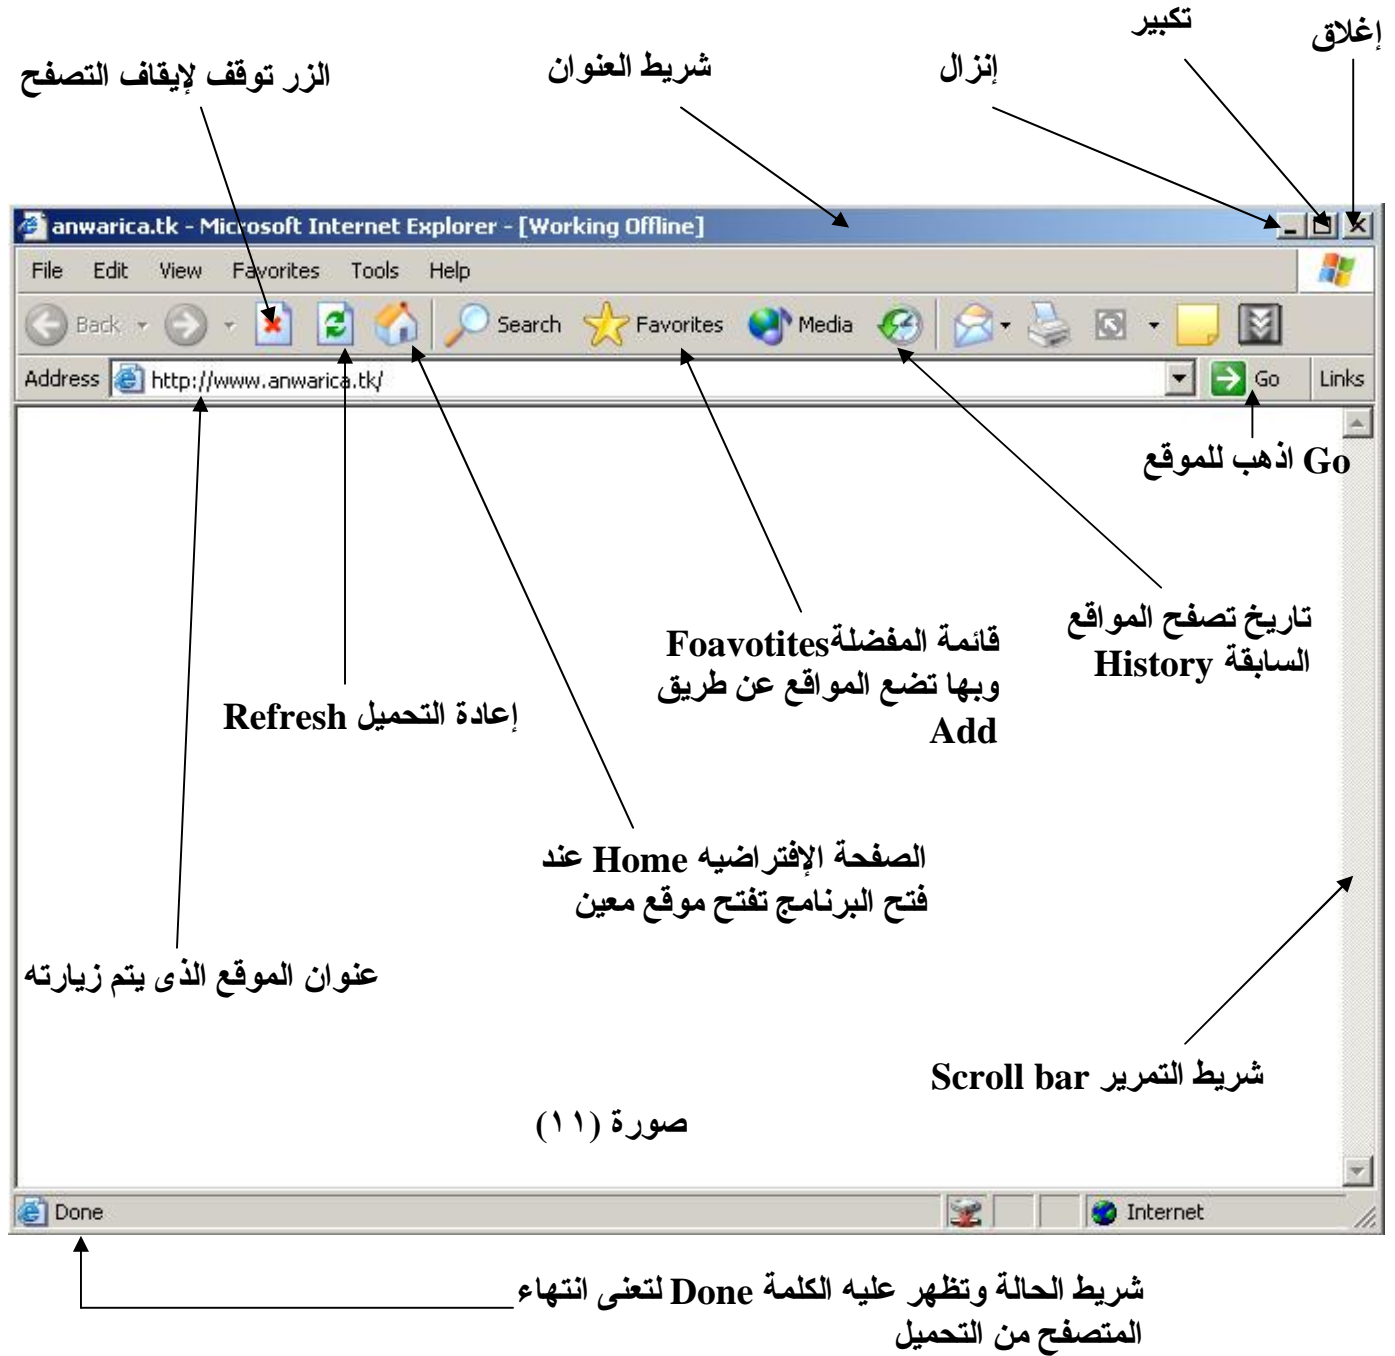 تكبير
إغلاق
إنزال
شريط العنوان
الزر توقف لإيقاف التصفح
anwarica.tk - Microsoft Internet Explorer - [Working Offline]
File Edit View Favorites Tools Help
Back Search Favorites Media
Address http://www.anwarica.tk/ Go Links
Go اذهب للموقع
تاريخ تصفح المواقع
السابقة History
قائمة المفضلةFoavotites
وبها تضع المواقع عن طريق
Add
إعادة التحميل Refresh
الصفحة الإفتراضيه Home عند
فتح البرنامج تفتح موقع معين
عنوان الموقع الذى يتم زيارته
شريط التمرير Scroll bar
صورة (١١)
Done Internet
شريط الحالة وتظهر عليه الكلمة Done لتعنى انتهاء
المتصفح من التحميل